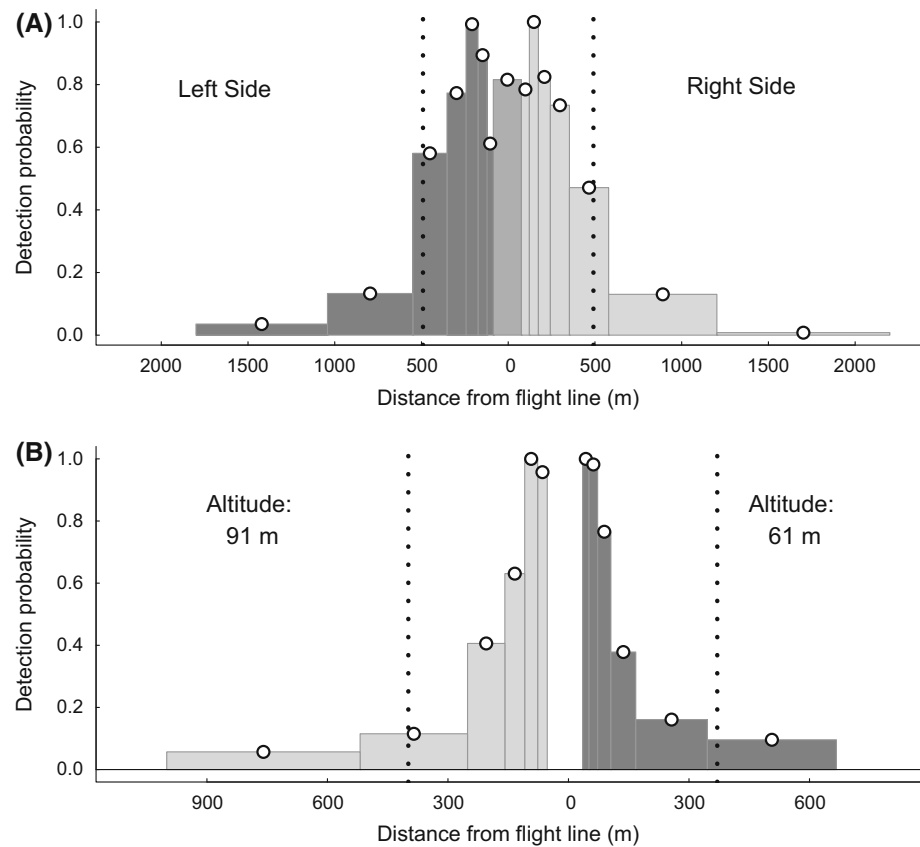 (A)
1.0
0.8
0.6
0.4
0.2
0.0
Detection probability
Left Side
Right Side
2000 1500 1000 500 0 500 1000 1500 2000
Distance from flight line (m)
(B)
1.0
0.8
0.6
0.4
0.2
0.0
Detection probability
Altitude:
91 m
Altitude:
61 m
900 600 300 0 300 600
Distance from flight line (m)